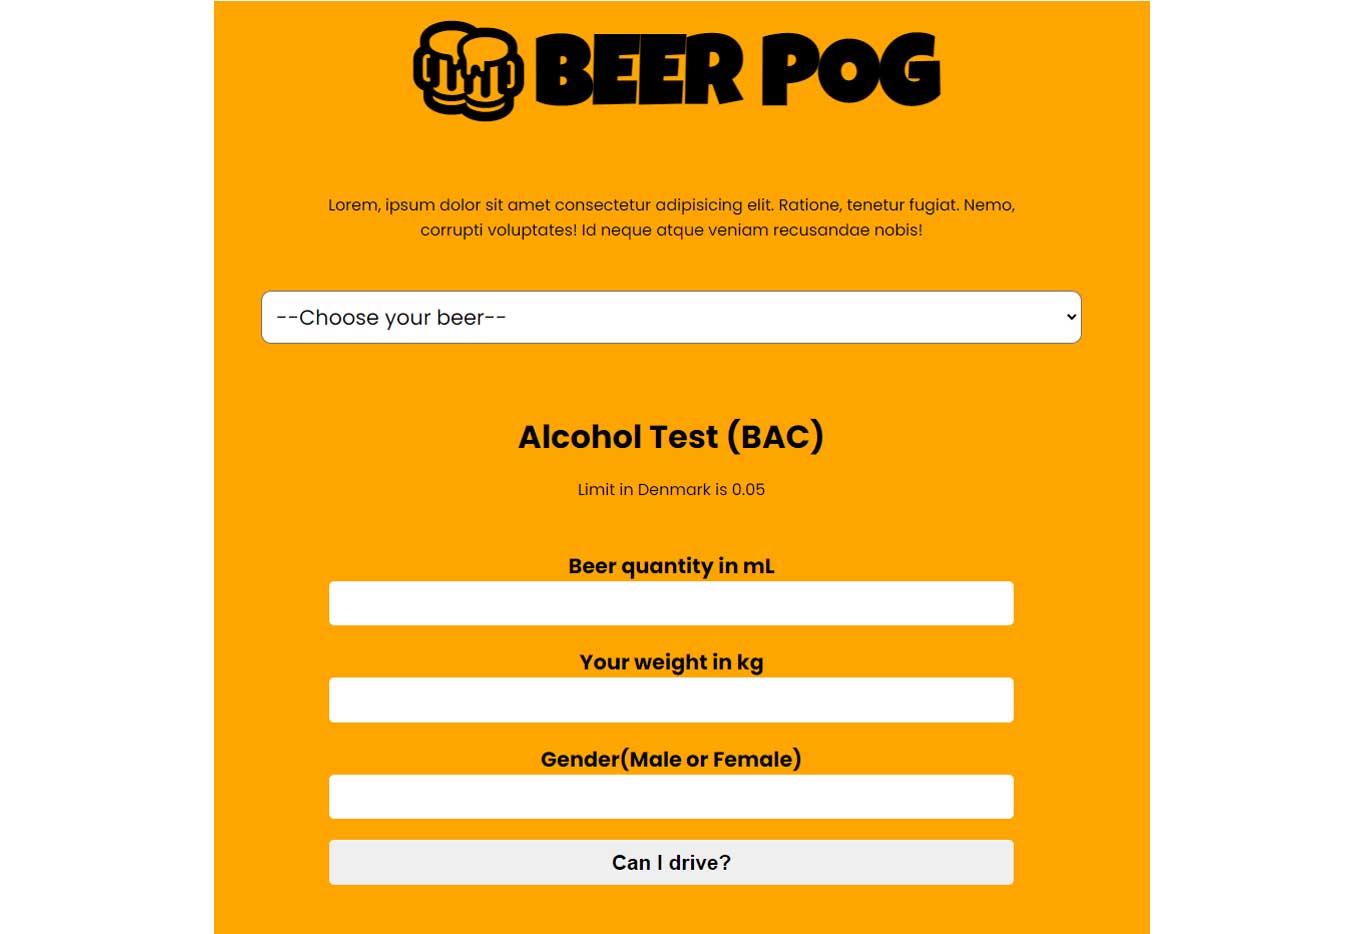 BEER POG
Lorem, ipsum dolor sit amet consectetur adipisicing elit. Ratione, tenetur fugiat. Nemo,
corrupti voluptates! Id neque atque veniam recusandae nobis!
--Choose your beer--
Alcohol Test (BAC)
Limit in Denmark is 0.05
Beer quantity in mL
Your weight in kg
Gender(Male or Female)
Can I drive?